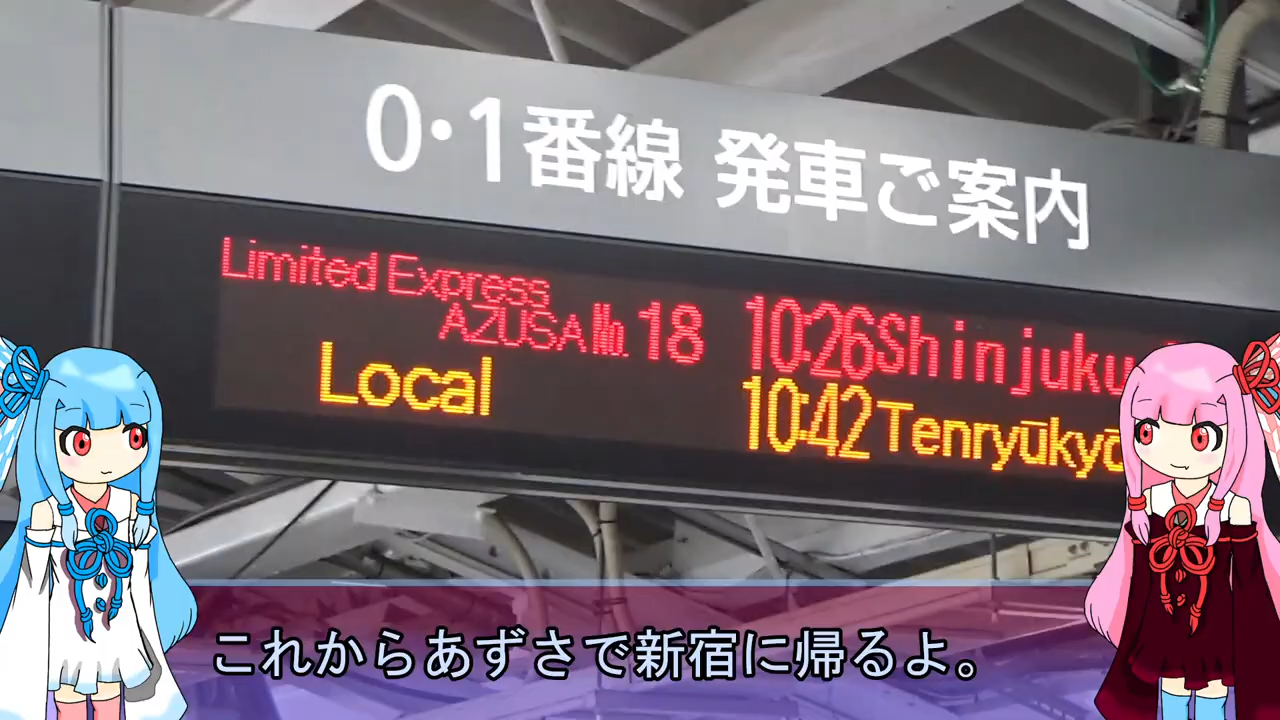 0・1番線 発車ご案内
Limited Express
AZUSA No. 18 10:26 Shinjuku
Local 10:42
これからあずさで新宿に帰るよ。